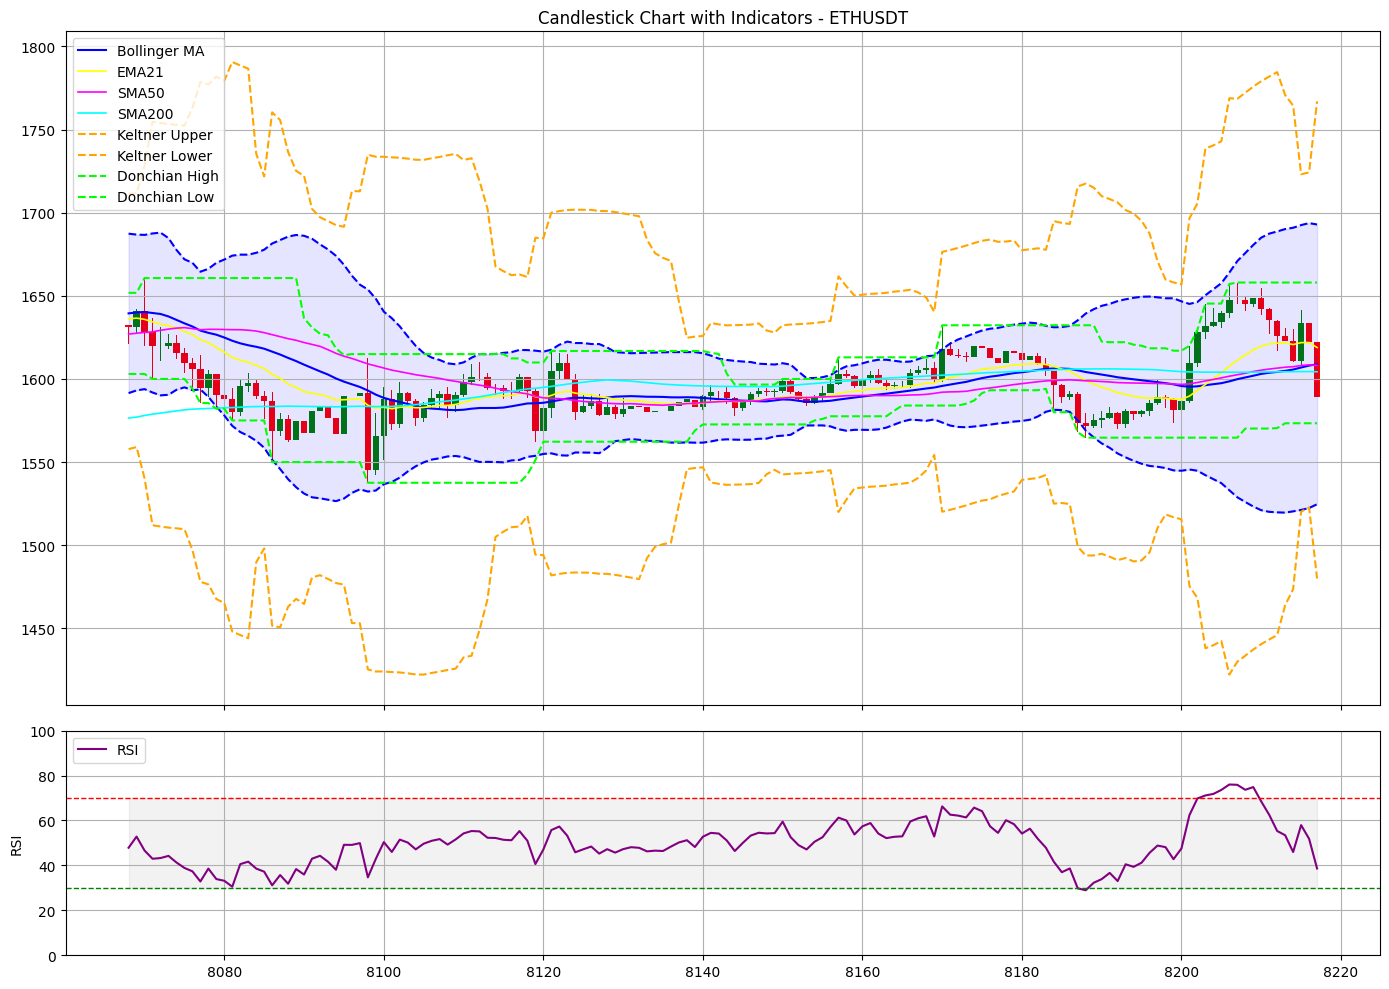 Candlestick Chart with Indicators - ETHUSDT
1800
1750
1700
1650
1600
1550
1500
1450
Bollinger MA
EMA21
SMA50
SMA200
Keltner Upper
Keltner Lower
Donchian High
Donchian Low
RSI
100
80
60
40
20
0
RSI
8080
8100
8120
8140
8160
8180
8200
8220